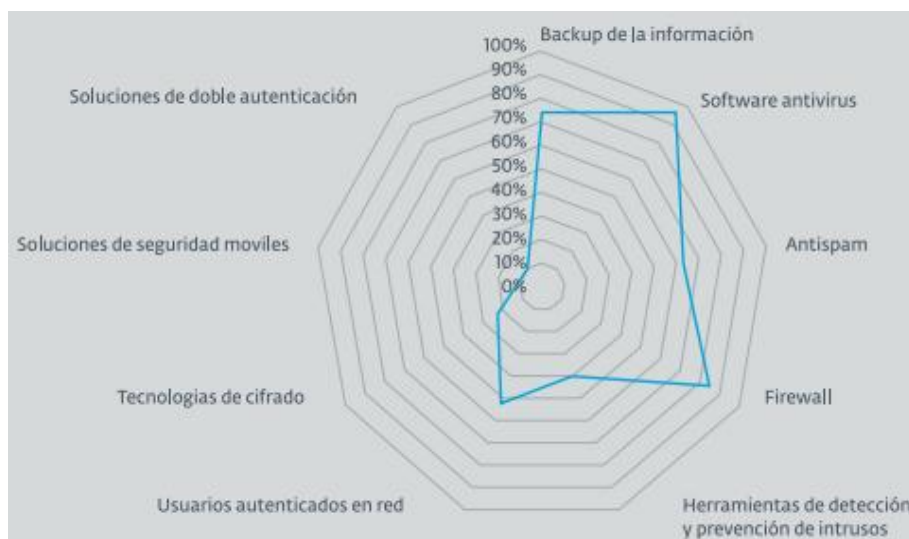 Backup de la información
100%
90%
80%
70%
60%
50%
40%
30%
20%
10%
0%
Soluciones de doble autenticación
Software antivirus
Soluciones de seguridad moviles
Antispam
Tecnologias de cifrado
Firewall
Usuarios autenticados en red
Herramientas de detección
y prevención de intrusos